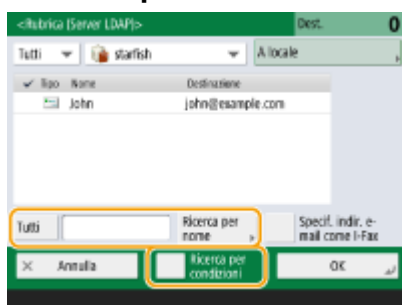 <Rubrica (Server LDAP)> Dest. 0
Tutti starfish A locale
Tipo Nome Destinazione
John john@example.com
Tutti Ricerca per nome Specif. indir. e-mail come I-Fax
Annulla Ricerca per condizioni OK